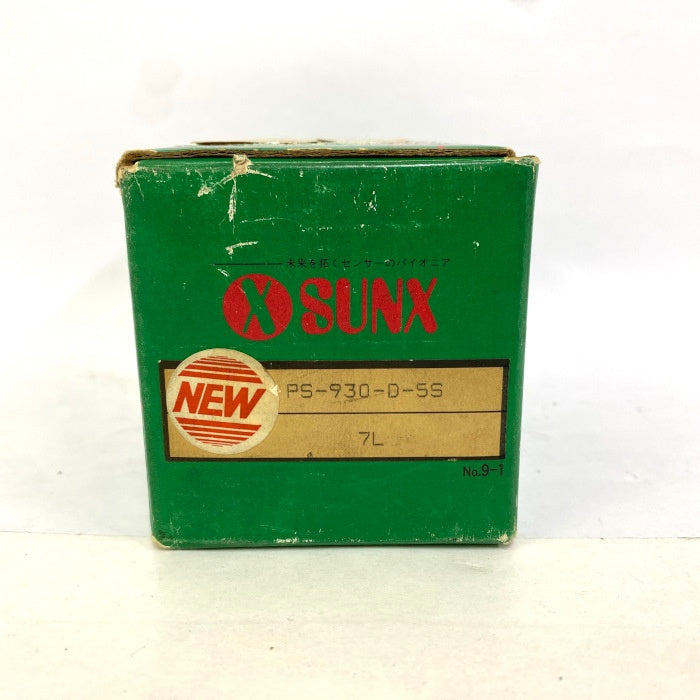 未来を拓くセンサーのパイオニア
X SUNX
NEW
PS-930-D-5S
7L
No.9-1